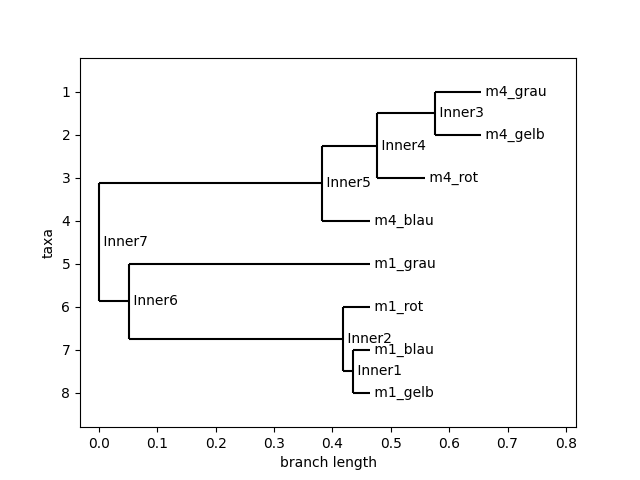 1
m4_grau
Inner3
2
m4_gelb
Inner4
3
m4_rot
Inner5
4
m4_blau
Inner7
taxa
5
m1_grau
Inner6
6
m1_rot
Inner2
7
m1_blau
Inner1
8
m1_gelb
0.0 0.1 0.2 0.3 0.4 0.5 0.6 0.7 0.8
branch length